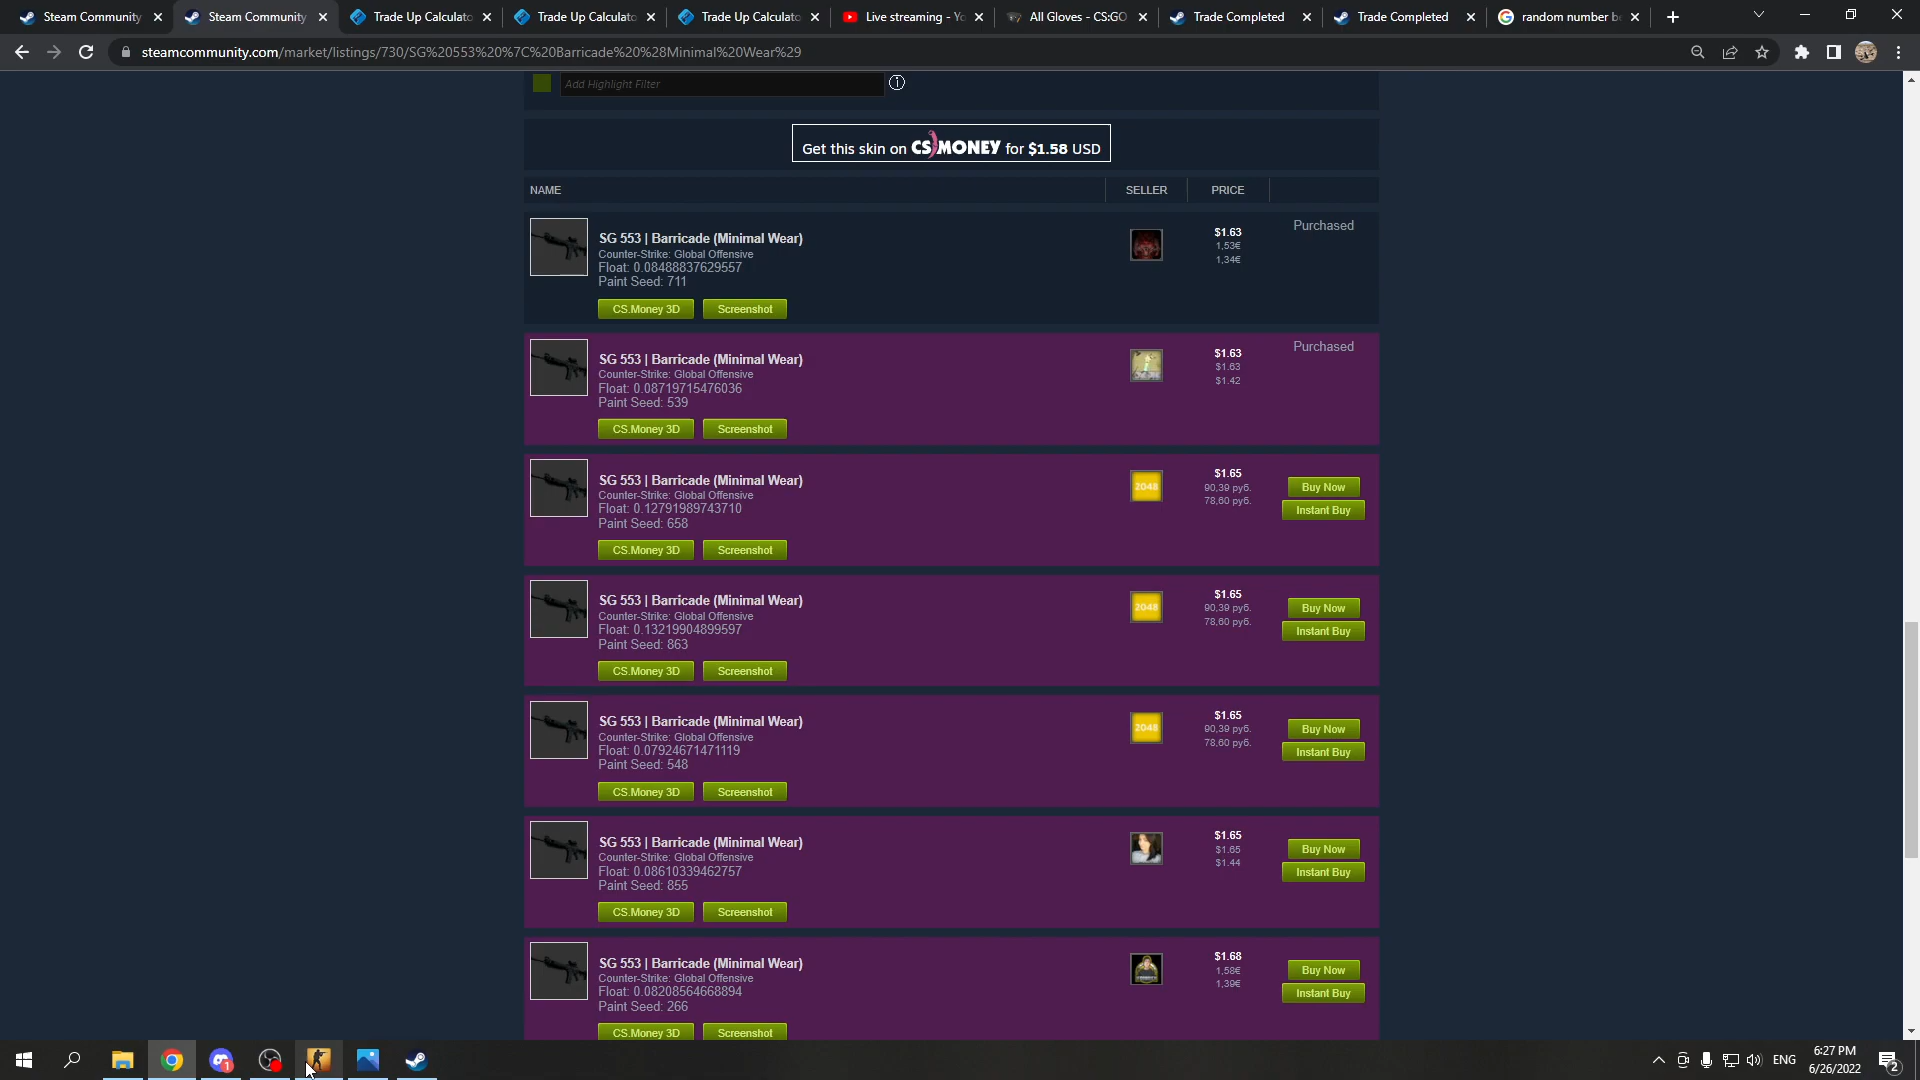 Steam Community
Steam Community
Trade Up Calculato
Trade Up Calculato
Trade Up Calculato
Live streaming - Yo
All Gloves - CS:GO
Trade Completed
Trade Completed
random number be
steamcommunity.com/market/listings/730/SG%20553%20%7C%20Barricade%20%28Minimal%20Wear%29
Add Highlight Filter
Get this skin on CS MONEY for $1.58 USD
NAME SELLER PRICE
SG 553 | Barricade (Minimal Wear)
Counter-Strike: Global Offensive
Float: 0.08488837629557
Paint Seed: 711
CS.Money 3D Screenshot
$1.63
1,53€
1,34€
Purchased
SG 553 | Barricade (Minimal Wear)
Counter-Strike: Global Offensive
Float: 0.08719715476036
Paint Seed: 539
CS.Money 3D Screenshot
$1.63
$1.63
$1.42
Purchased
SG 553 | Barricade (Minimal Wear)
Counter-Strike: Global Offensive
Float: 0.12791989743710
Paint Seed: 658
CS.Money 3D Screenshot
2048
$1.65
90,39 pуб.
78,60 pуб.
Buy Now
Instant Buy
SG 553 | Barricade (Minimal Wear)
Counter-Strike: Global Offensive
Float: 0.13219904899597
Paint Seed: 863
CS.Money 3D Screenshot
2048
$1.65
90,39 pуб.
78,60 pуб.
Buy Now
Instant Buy
SG 553 | Barricade (Minimal Wear)
Counter-Strike: Global Offensive
Float: 0.07924671471119
Paint Seed: 548
CS.Money 3D Screenshot
2048
$1.65
90,39 pуб.
78,60 pуб.
Buy Now
Instant Buy
SG 553 | Barricade (Minimal Wear)
Counter-Strike: Global Offensive
Float: 0.08610339462757
Paint Seed: 855
CS.Money 3D Screenshot
$1.65
$1.65
$1.44
Buy Now
Instant Buy
SG 553 | Barricade (Minimal Wear)
Counter-Strike: Global Offensive
Float: 0.08208564668894
Paint Seed: 266
CS.Money 3D Screenshot
$1.68
1,58€
1,39€
Buy Now
Instant Buy
1
ENG
6:27 PM
6/26/2022
2